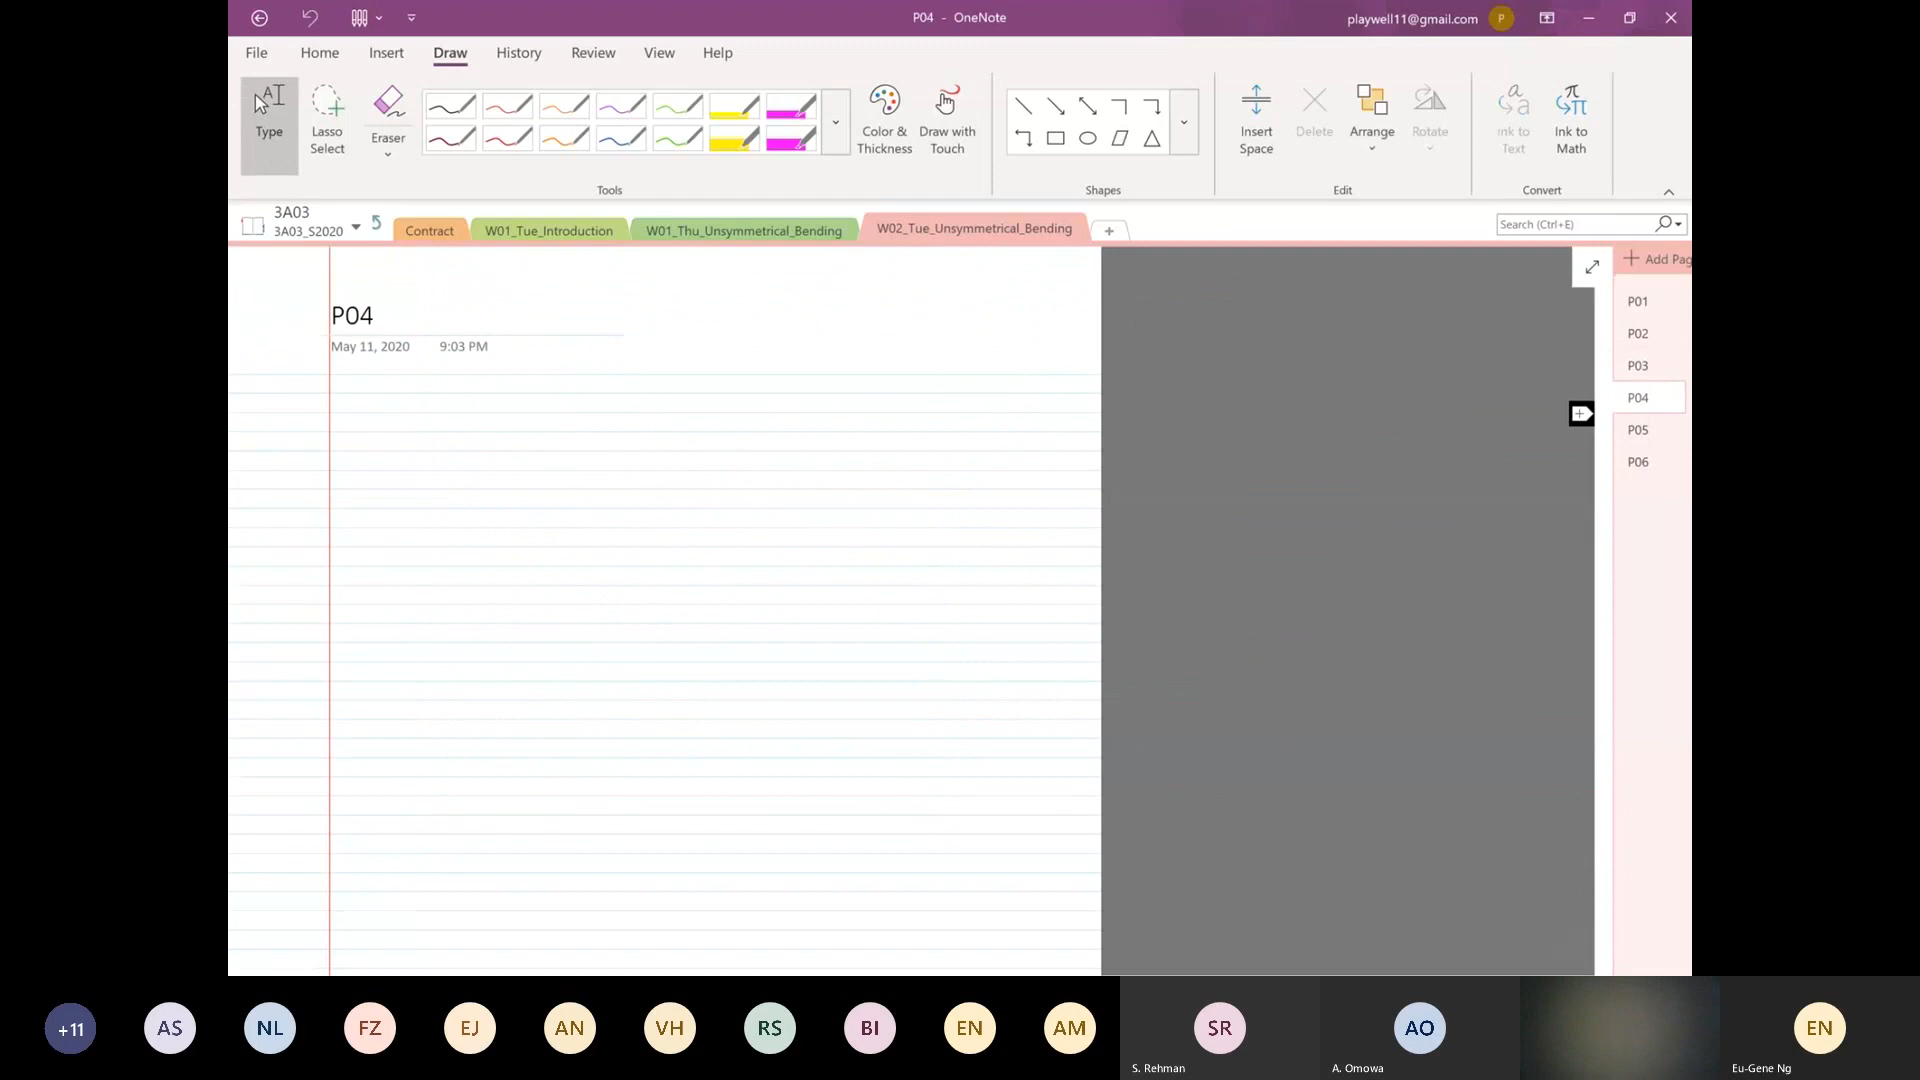 P04 - OneNote
playwell11@gmail.com
P
File Home Insert Draw History Review View Help
Type
Lasso Select
Eraser
Color & Thickness
Draw with Touch
Insert Space
Delete
Arrange
Rotate
Ink to Text
Ink to Math
Tools
Shapes
Edit
Convert
3A03
3A03_S2020
Contract
W01_Tue_Introduction
W01_Thu_Unsymmetrical_Bending
W02_Tue_Unsymmetrical_Bending
Search (Ctrl+E)
Add Pag
P04
May 11, 2020 9:03 PM
P01
P02
P03
P04
P05
P06
+11 AS NL FZ EJ AN VH RS BI EN AM SR AO EN
S. Rehman
A. Omowa
Eu-Gene Ng